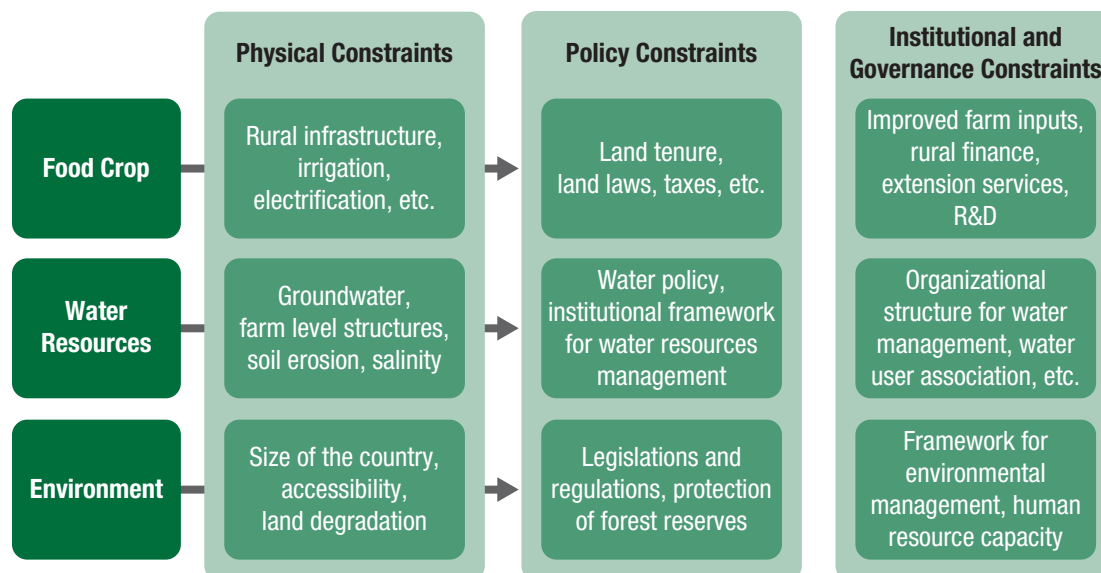 Physical Constraints
Policy Constraints
Institutional and
Governance Constraints
Food Crop
Rural infrastructure,
irrigation,
electrification, etc.
Land tenure,
land laws, taxes, etc.
Improved farm inputs,
rural finance,
extension services,
R&D
Water
Resources
Groundwater,
farm level structures,
soil erosion, salinity
Water policy,
institutional framework
for water resources
management
Organizational
structure for water
management, water
user association, etc.
Environment
Size of the country,
accessibility,
land degradation
Legislations and
regulations, protection
of forest reserves
Framework for
environmental
management, human
resource capacity